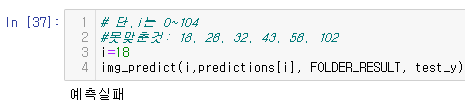 In [37]:
1 # 단,i는 0~104
2 #못맞춘것: 18, 28, 32, 43, 58, 102
3 i=18
4 img_predict(i,predictions[i], FOLDER_RESULT, test_y)
예측실패